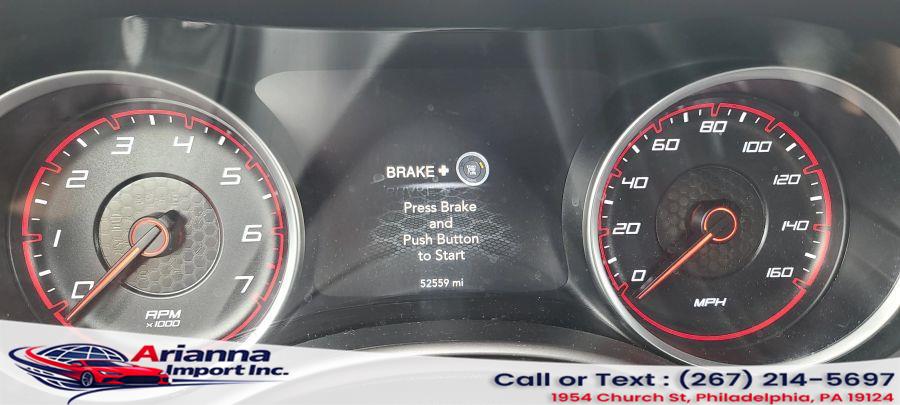 0
1
2
3
4
5
6
7
RPM
x1000
BRAKE +
Press Brake
and
Push Button
to Start
52559 mi
0
20
40
60
80
100
120
140
160
MPH
Arianna
Import Inc.
Call or Text : (267) 214-5697
1954 Church St, Philadelphia, PA 19124